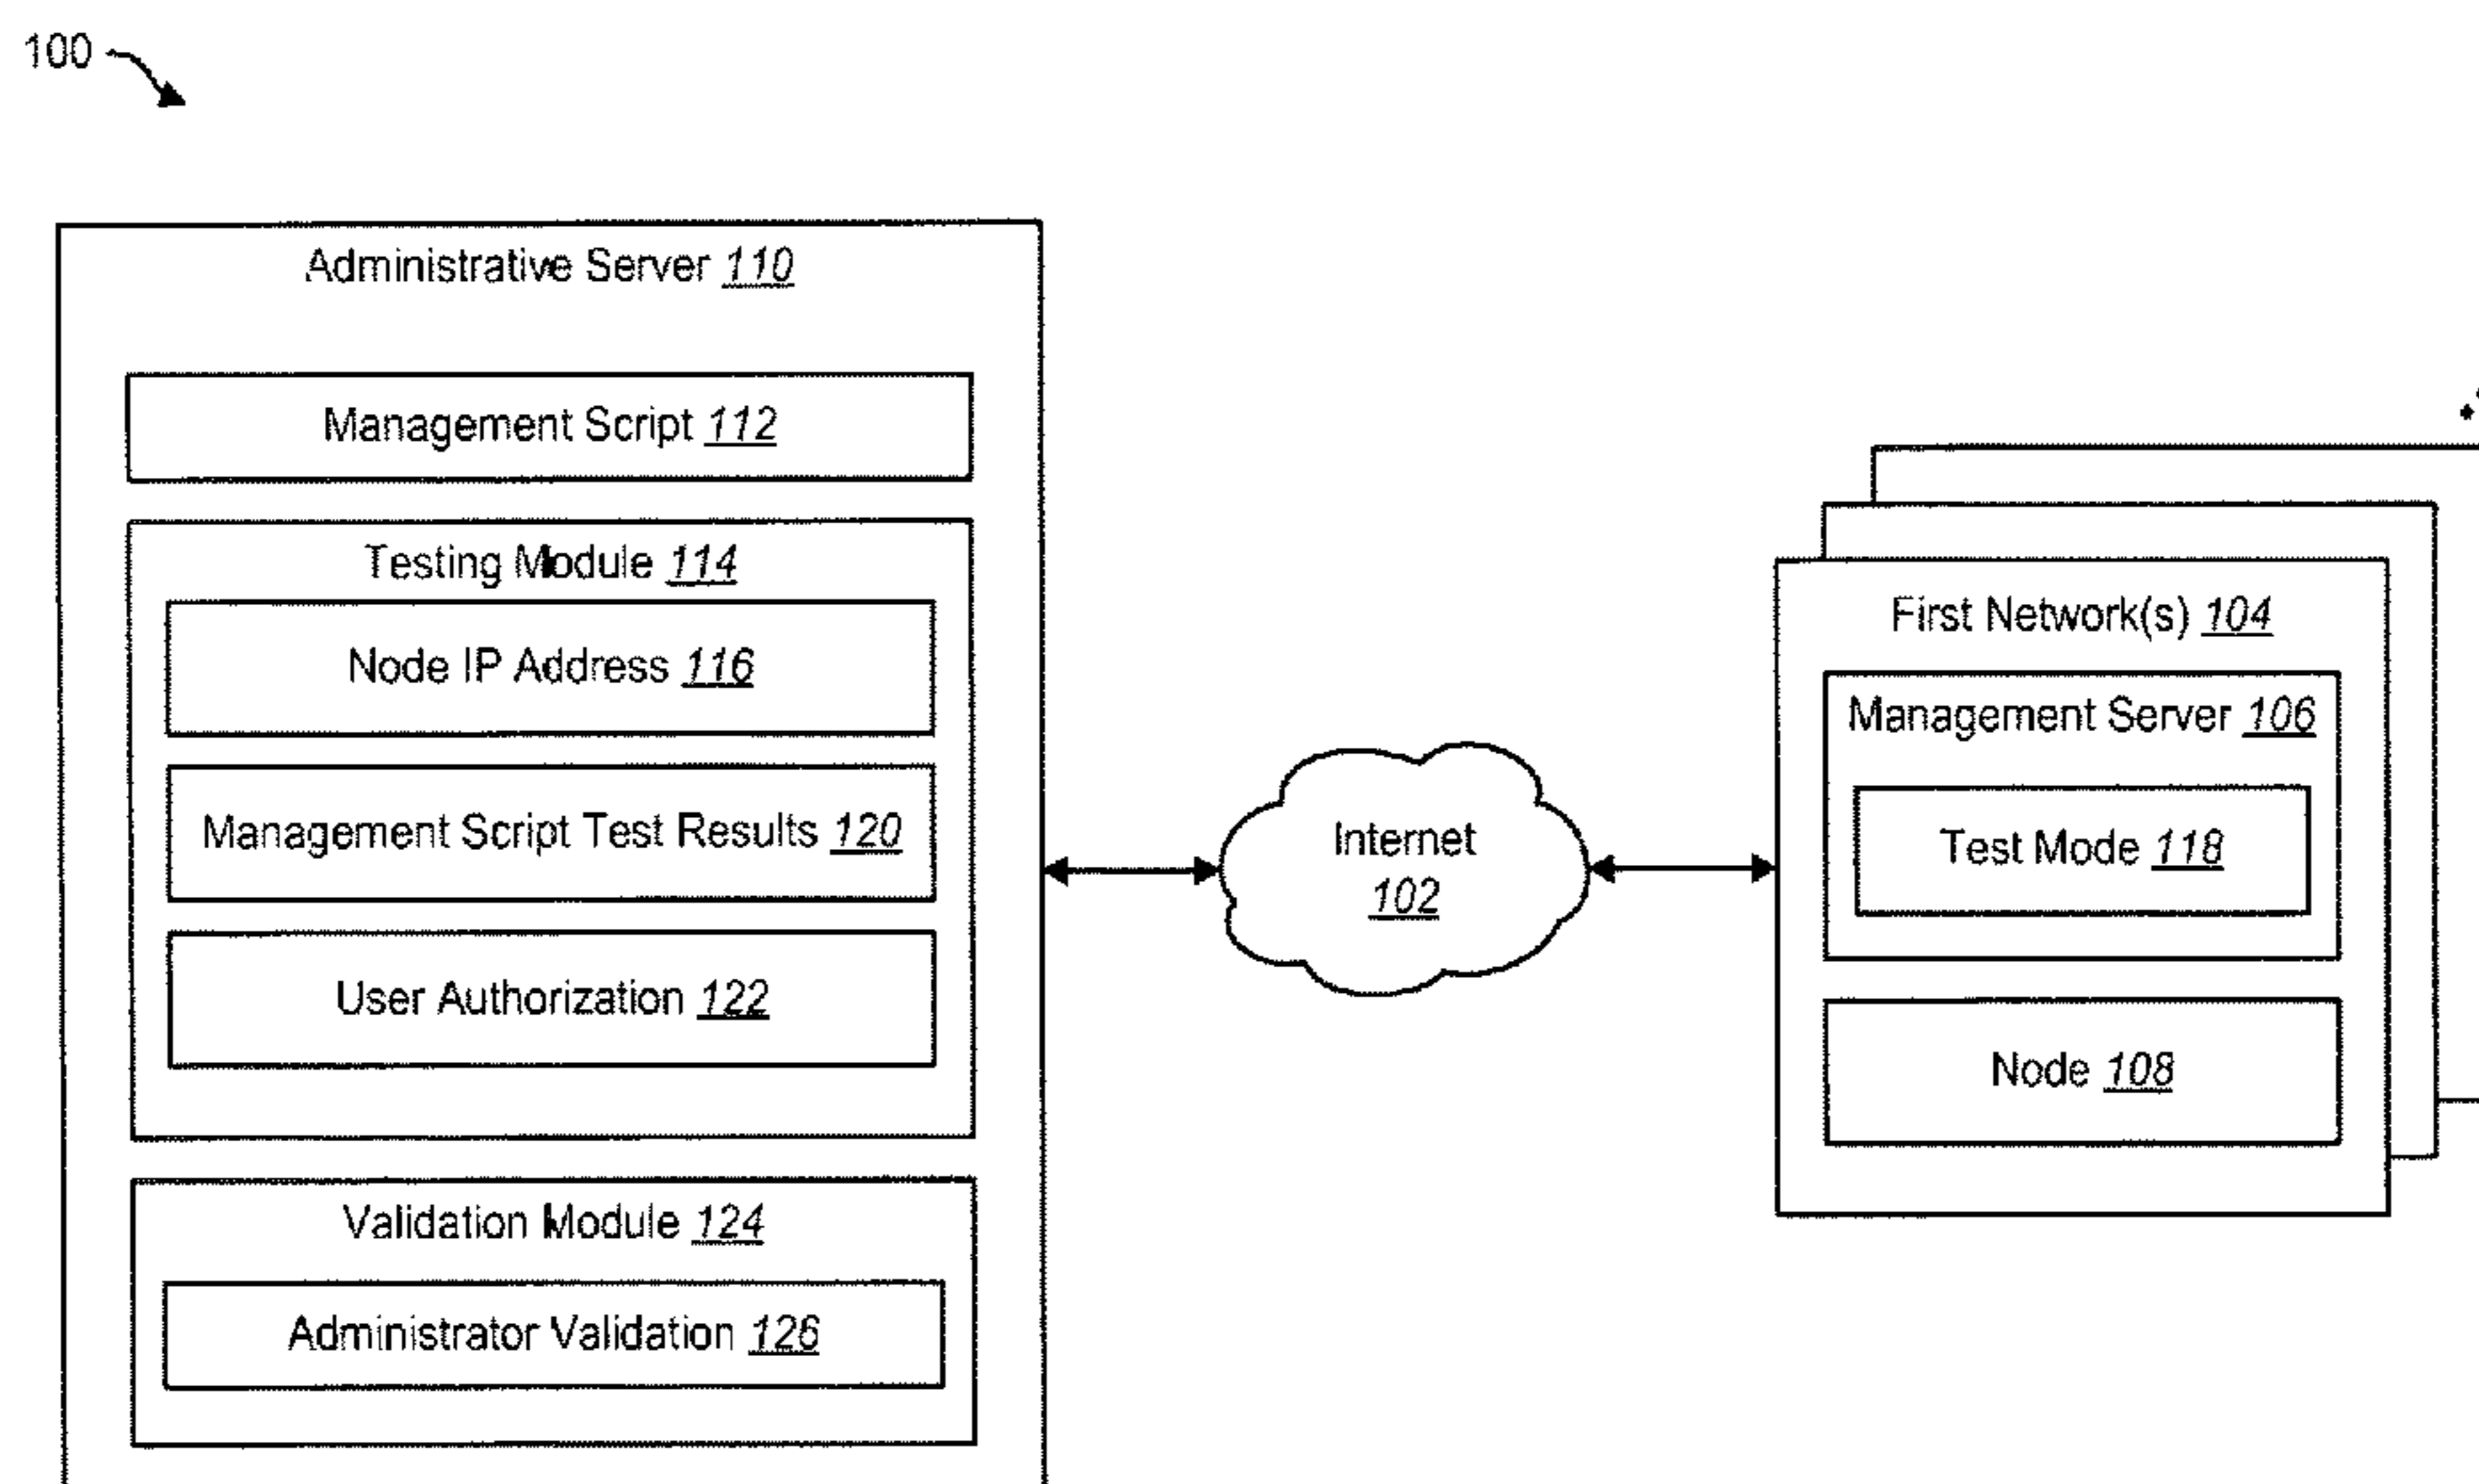 100
Administrative Server 110
Management Script 112
Testing Module 114
Node IP Address 116
Management Script Test Results 120
User Authorization 122
Validation Module 124
Administrator Validation 126
Internet
102
First Network(s) 104
Management Server 106
Test Mode 118
Node 108